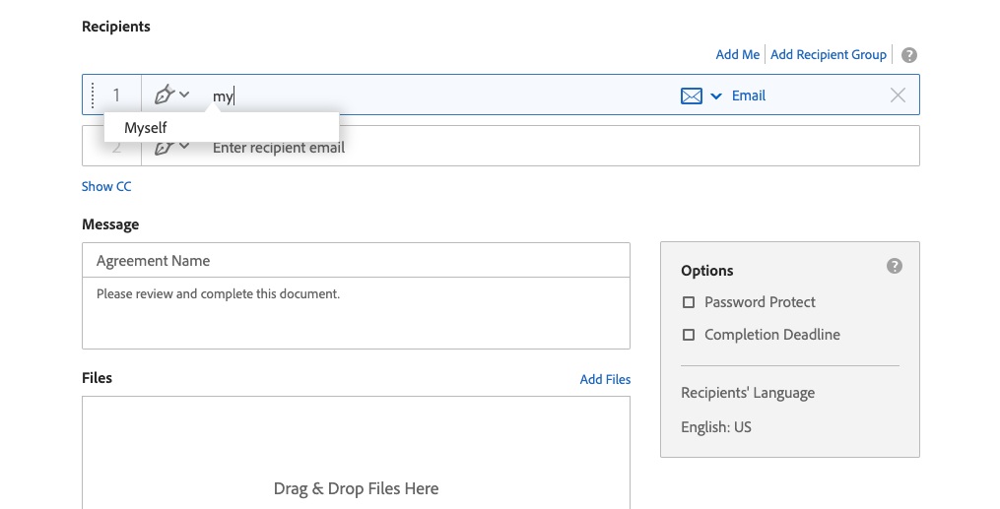 Recipients
Add Me Add Recipient Group ?
1 my Email
Myself
2 Enter recipient email
Show CC
Message
Agreement Name
Please review and complete this document.
Options ?
Password Protect
Completion Deadline
Recipients' Language
English: US
Files Add Files
Drag & Drop Files Here